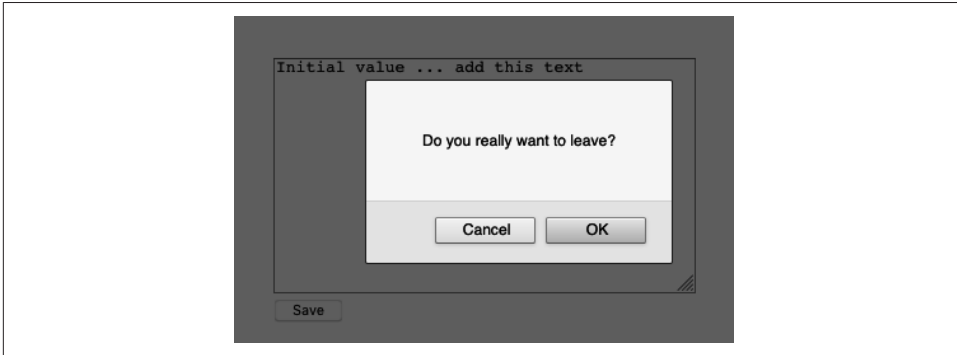 Initial value ... add this text
Do you really want to leave?
Cancel OK
Save